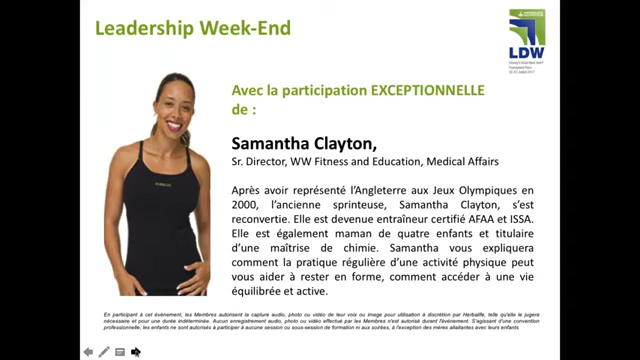 Leadership Week-End
LDW
Avec la participation EXCEPTIONNELLE
de :
Samantha Clayton,
Sr. Director, WW Fitness and Education, Medical Affairs
Après avoir représenté l'Angleterre aux Jeux Olympiques en
2000, l'ancienne sprinteuse, Samantha Clayton, s'est
reconvertie. Elle est devenue entraîneur certifié AFAA et ISSA.
Elle est également maman de quatre enfants et titulaire
d'une maîtrise de chimie. Samantha vous expliquera
comment la pratique régulière d'une activité physique peut
vous aider à rester en forme, comment accéder à une vie
équilibrée et active.
En participant à cet évènement, les Membres autorisent la capture audio, photo ou vidéo de leur voix ou image pour utilisation à discrétion par Herbalife, telle qu'elle le jugera
nécessaire et pour une durée indéterminée. Aucun enregistrement audio, photo ou vidéo effectué par les Membres n'est autorisé durant l'évènement. S'agissant d'une convention
professionnelle, les enfants ne sont autorisés à participer à aucune session ou sous-session de formation ni aux soirées, à l'exception des mères allaitantes avec leurs enfants